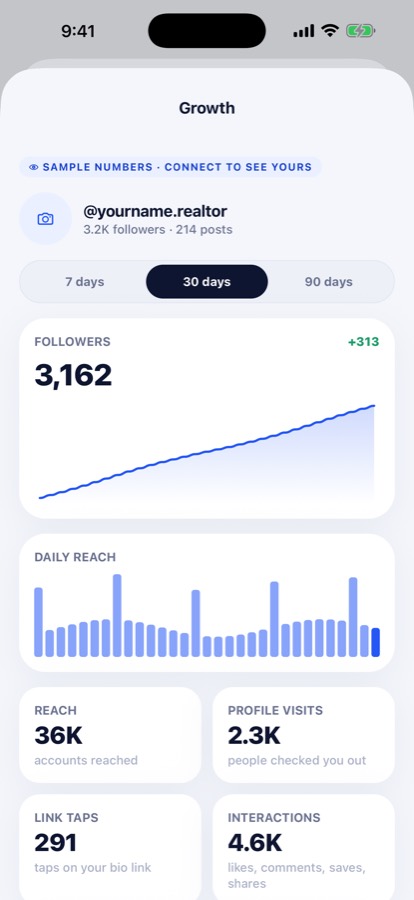 9:41
Growth
SAMPLE NUMBERS · CONNECT TO SEE YOURS
@yourname.realtor
3.2K followers · 214 posts
7 days
30 days
90 days
FOLLOWERS
+313
3,162
DAILY REACH
REACH
36K
accounts reached
PROFILE VISITS
2.3K
people checked you out
LINK TAPS
291
taps on your bio link
INTERACTIONS
4.6K
likes, comments, saves,
shares